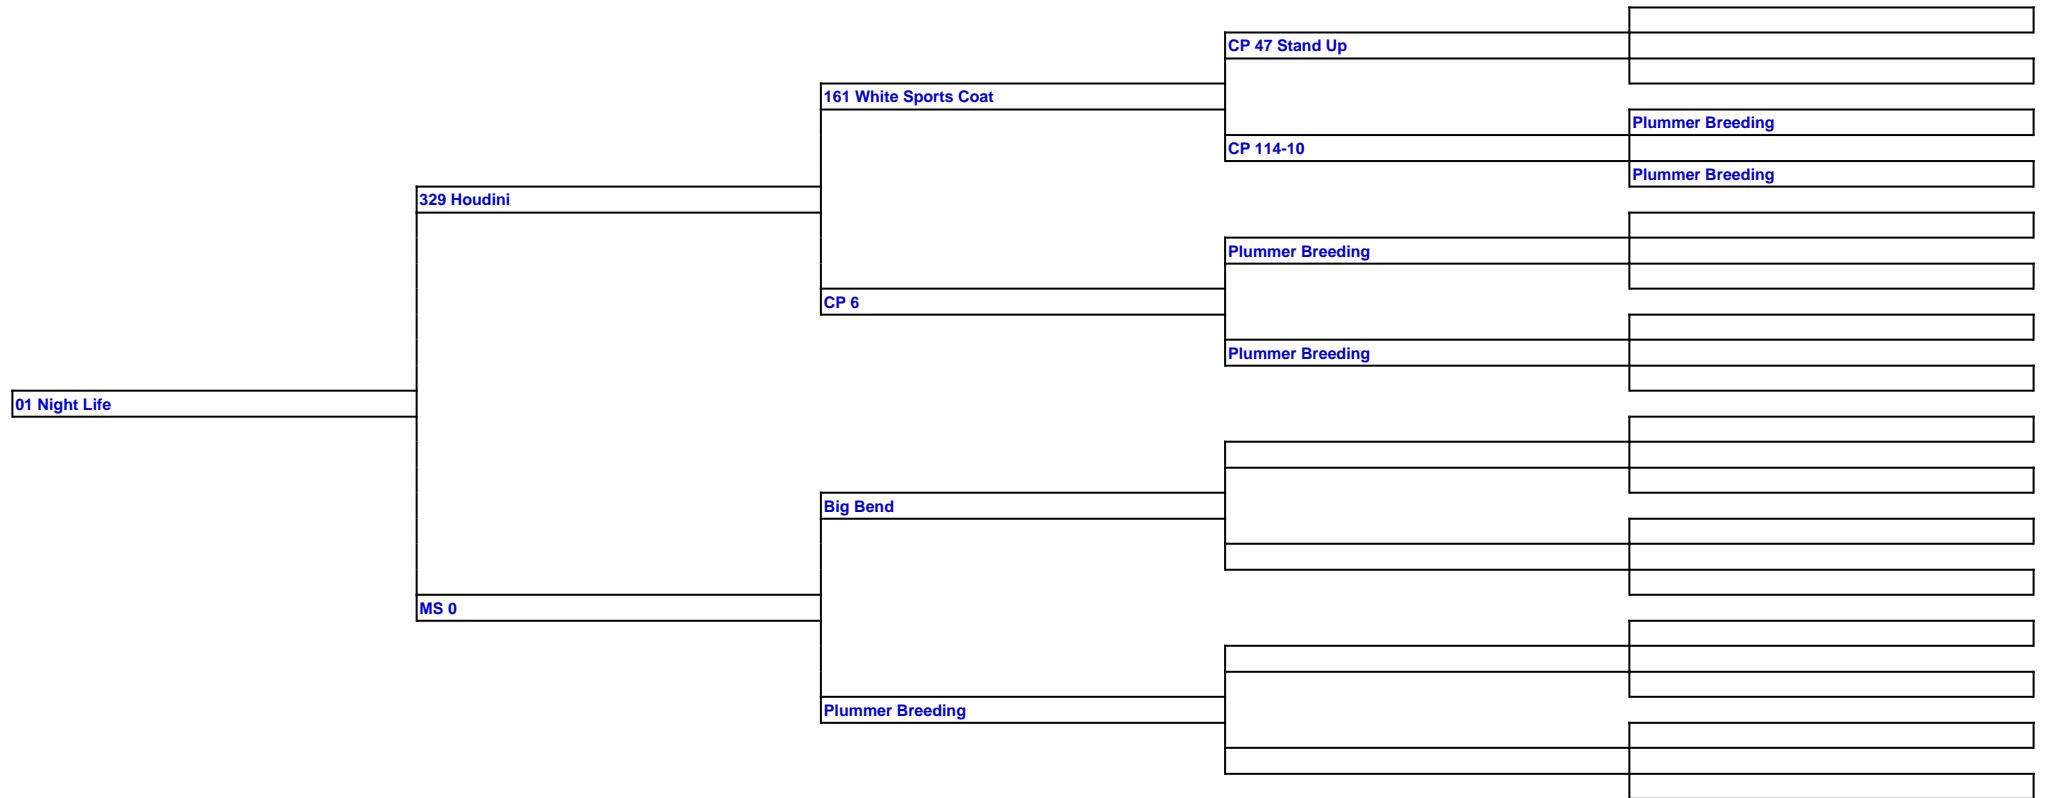 CP 47 Stand Up
161 White Sports Coat
Plummer Breeding
CP 114-10
Plummer Breeding
329 Houdini
Plummer Breeding
CP 6
Plummer Breeding
01 Night Life
Big Bend
MS 0
Plummer Breeding